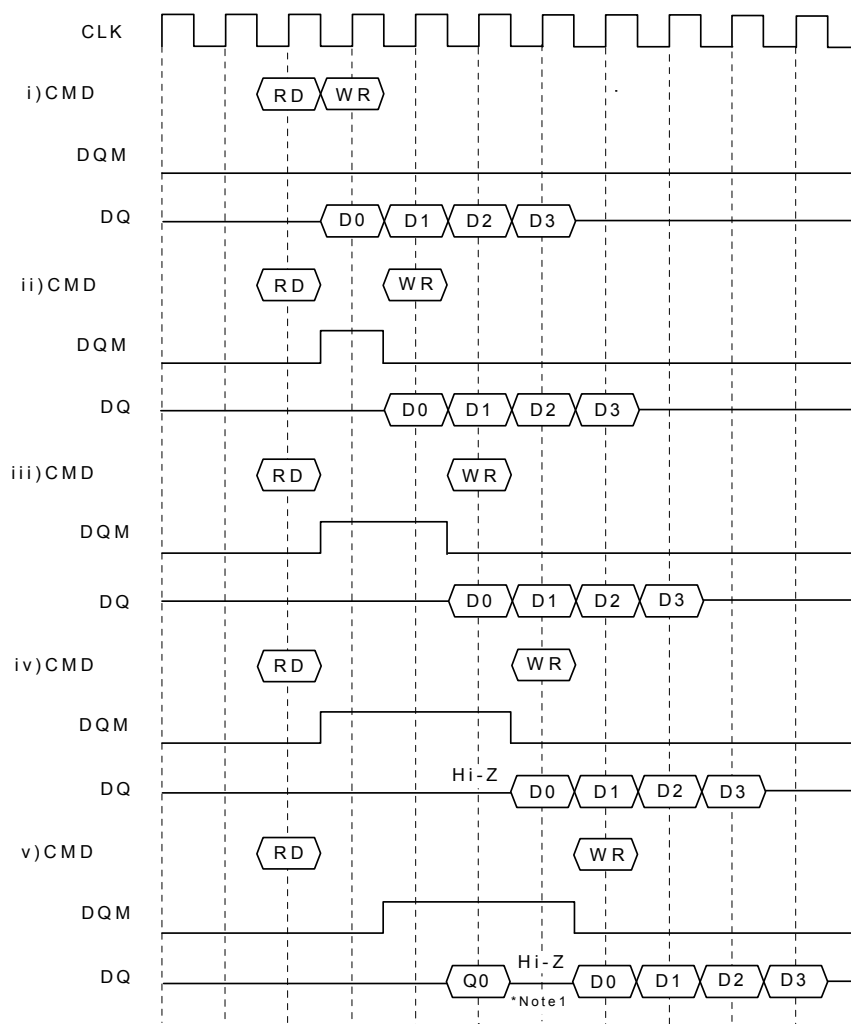 CLK
i)CMD RD WR
DQM
DQ D0 D1 D2 D3
ii)CMD RD WR
DQM
DQ D0 D1 D2 D3
iii)CMD RD WR
DQM
DQ D0 D1 D2 D3
iv)CMD RD WR
DQM
Hi-Z
DQ D0 D1 D2 D3
v)CMD RD WR
DQM
Hi-Z
DQ Q0 D0 D1 D2 D3
*Note1